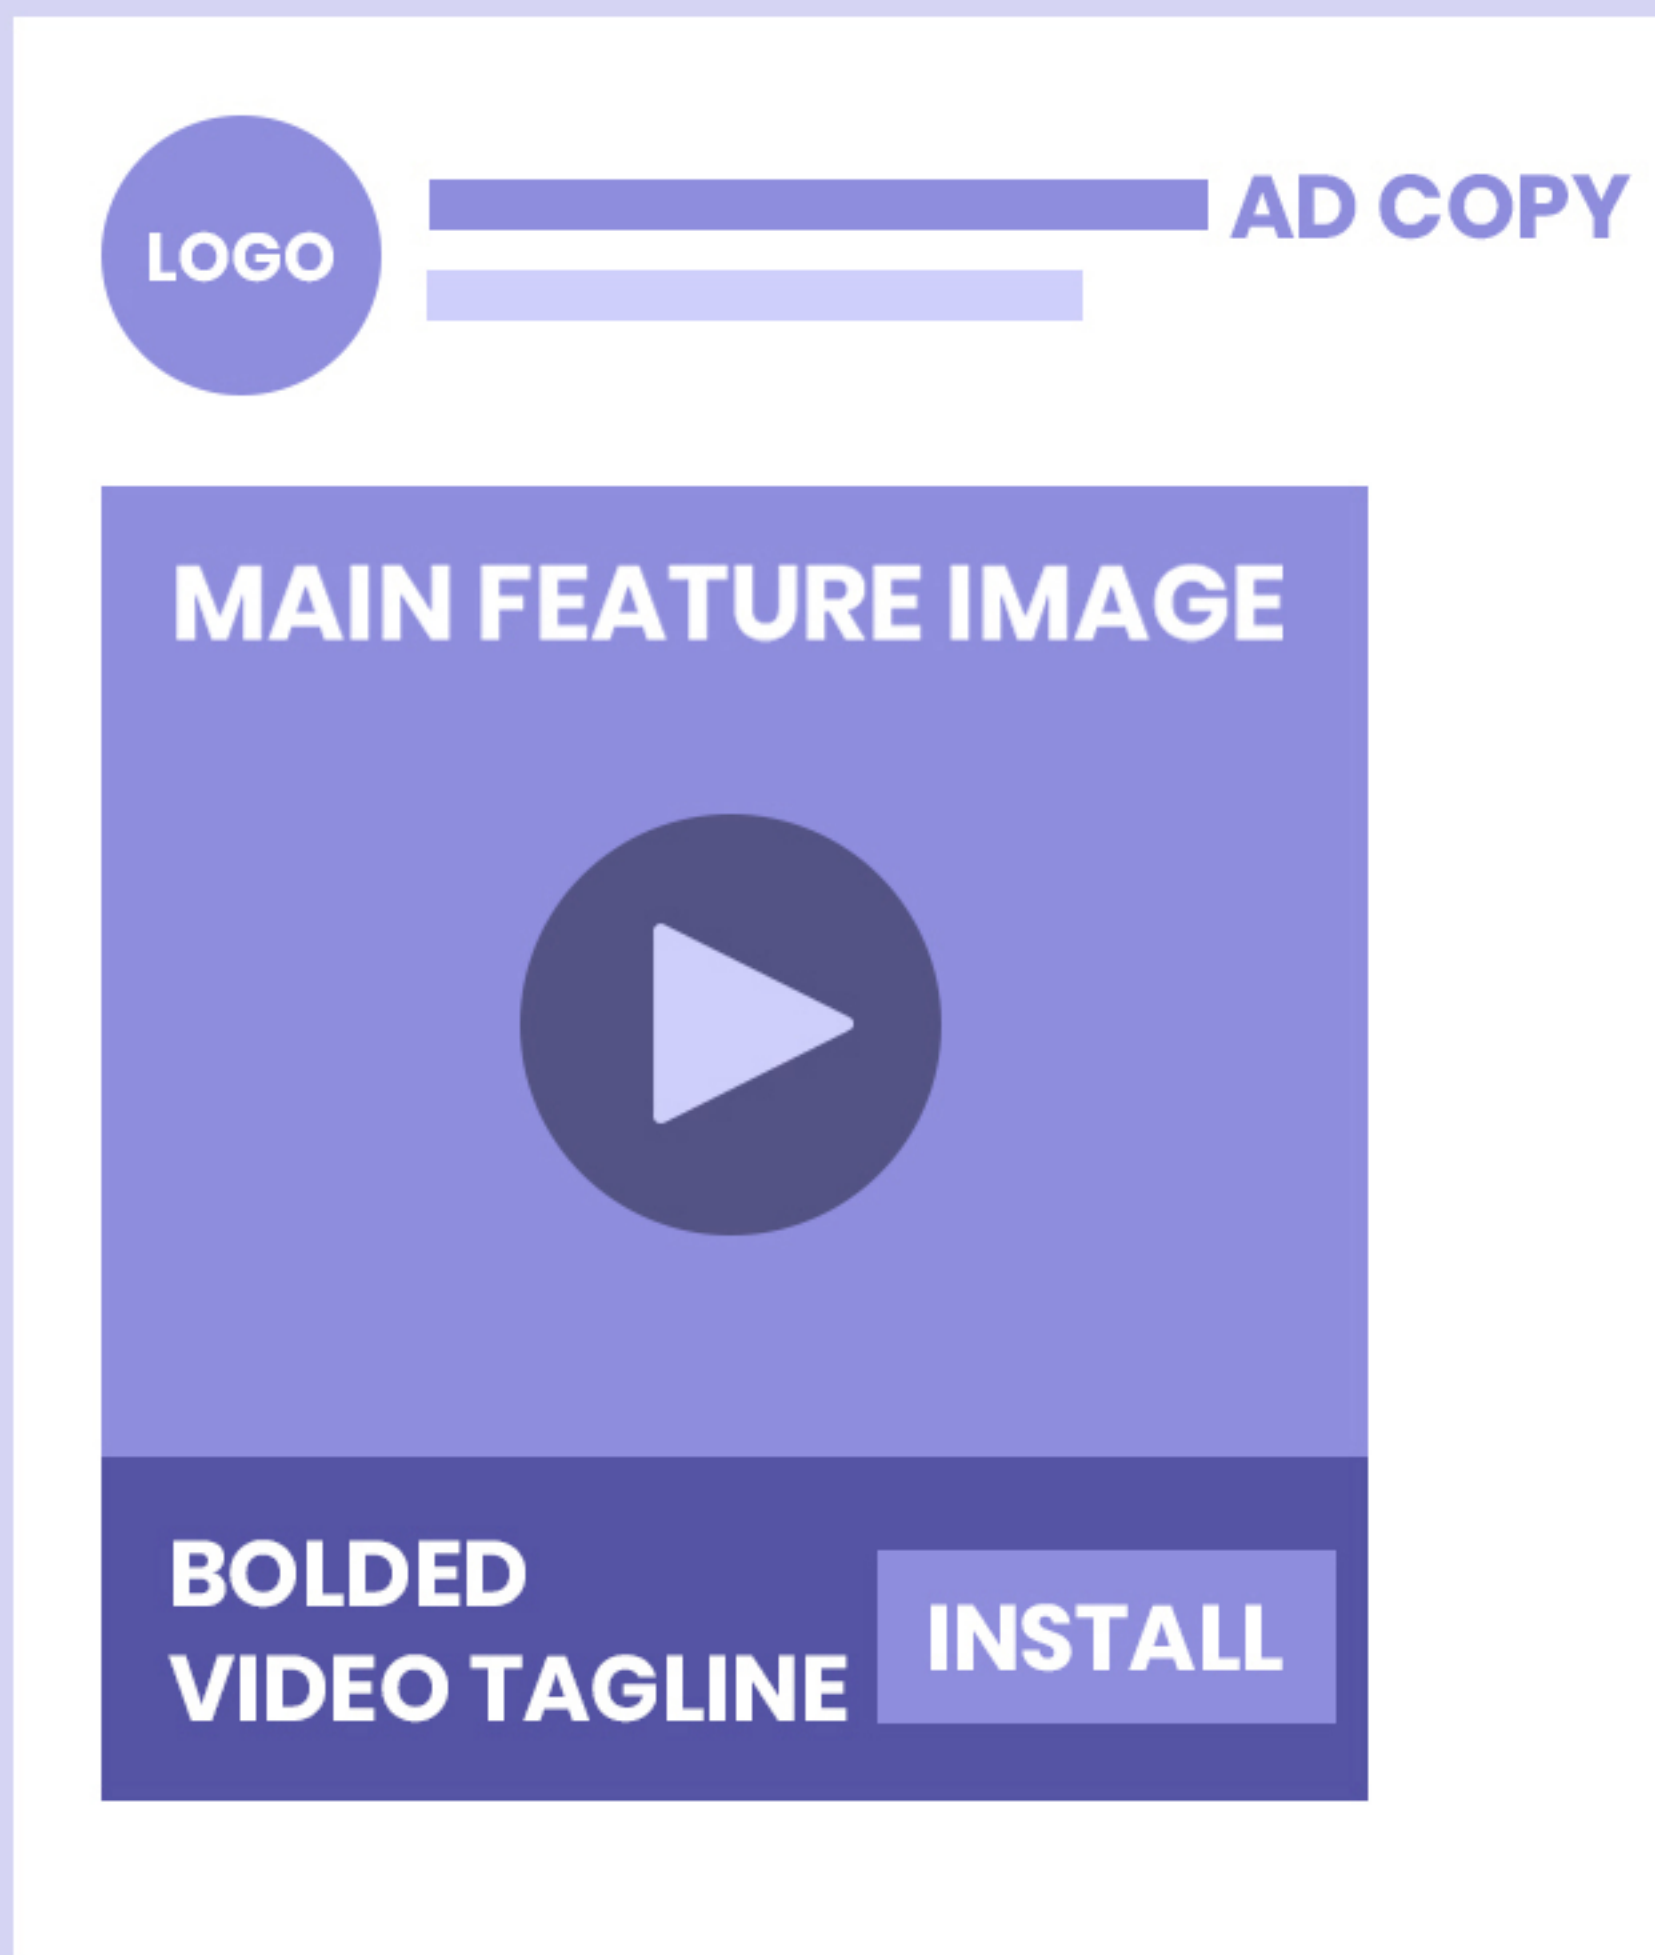 LOGO
AD COPY
MAIN FEATURE IMAGE
BOLDED
VIDEO TAGLINE
INSTALL